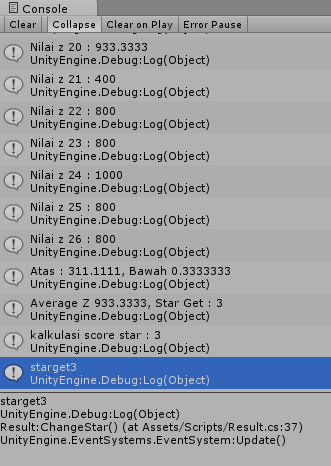 Console
Clear Collapse Clear on Play Error Pause
Nilai z 20 : 933.3333
UnityEngine.Debug:Log(Object)
Nilai z 21 : 400
UnityEngine.Debug:Log(Object)
Nilai z 22 : 800
UnityEngine.Debug:Log(Object)
Nilai z 23 : 800
UnityEngine.Debug:Log(Object)
Nilai z 24 : 1000
UnityEngine.Debug:Log(Object)
Nilai z 25 : 800
UnityEngine.Debug:Log(Object)
Nilai z 26 : 800
UnityEngine.Debug:Log(Object)
Atas : 311.1111, Bawah 0.3333333
UnityEngine.Debug:Log(Object)
Average Z 933.3333, Star Get : 3
UnityEngine.Debug:Log(Object)
kalkulasi score star : 3
UnityEngine.Debug:Log(Object)
starget3
UnityEngine.Debug:Log(Object)
starget3
UnityEngine.Debug:Log(Object)
Result:ChangeStar() (at Assets/Scripts/Result.cs:37)
UnityEngine.EventSystems.EventSystem:Update()